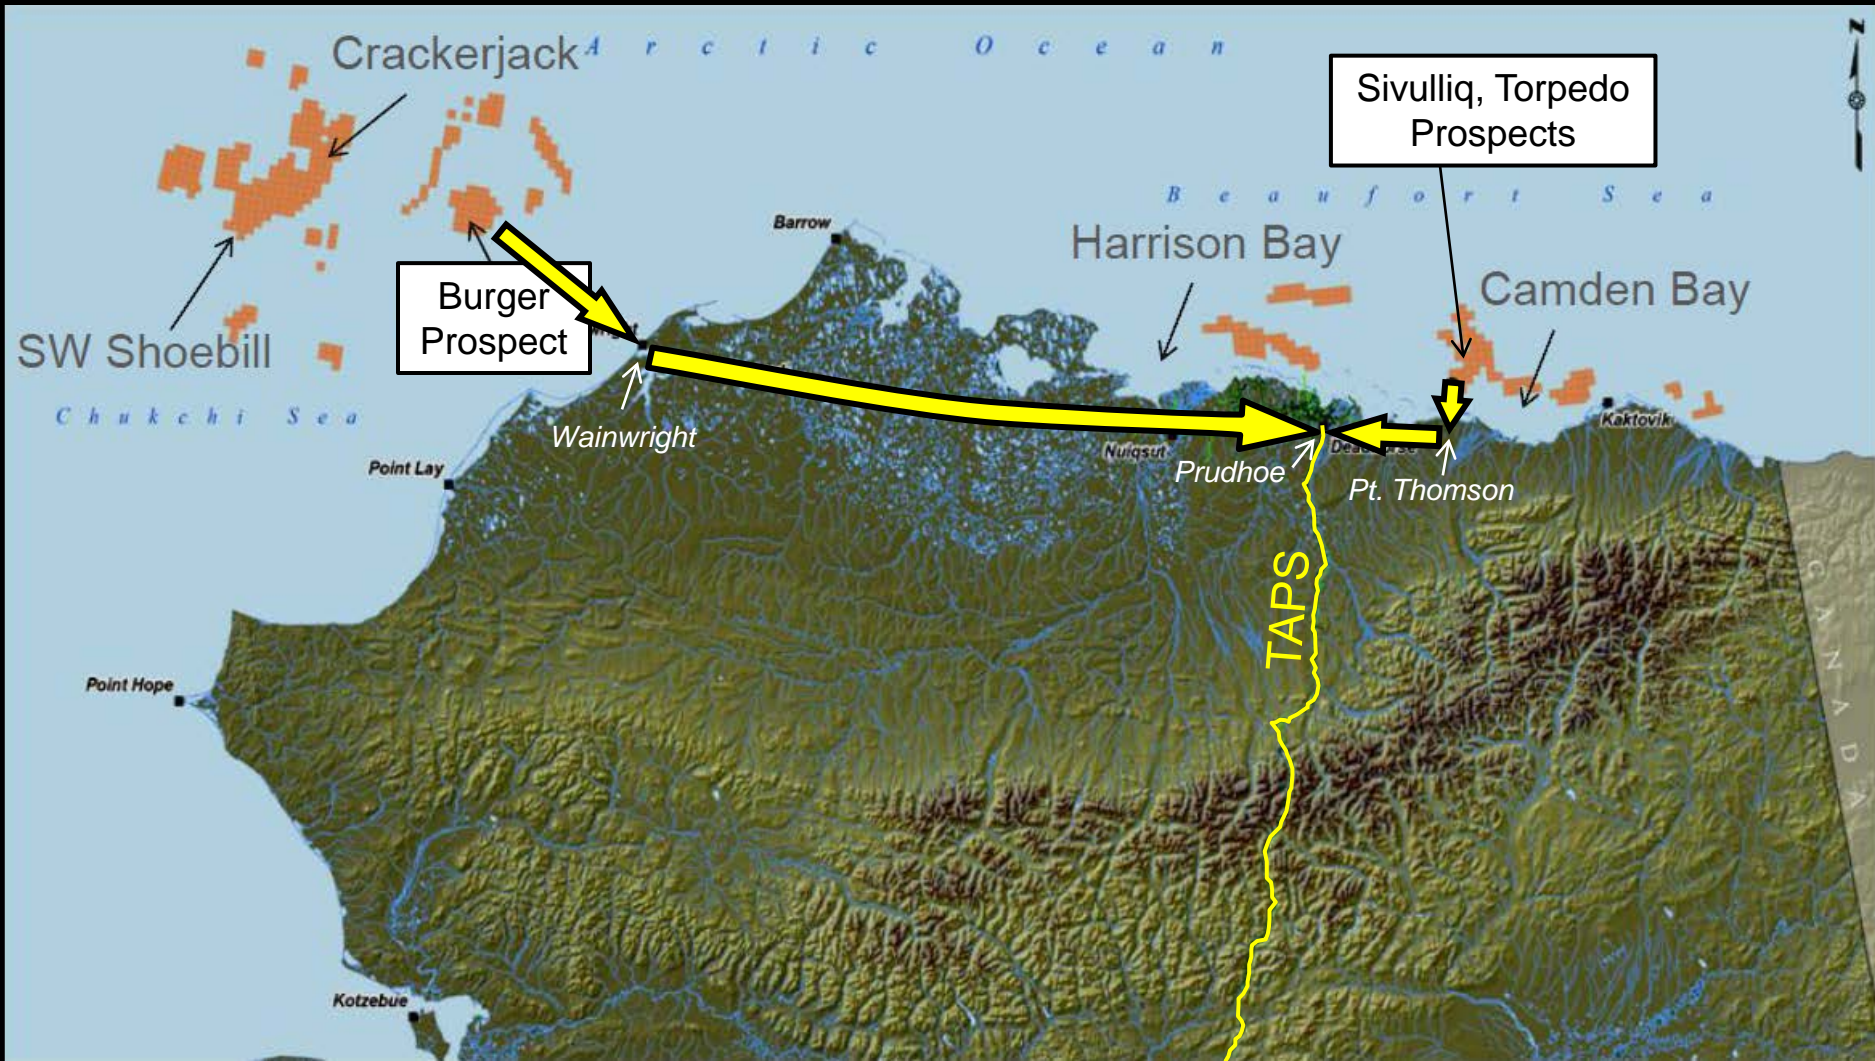 Crackerjack
Arctic Ocean
N
Sivulliq, Torpedo
Prospects
Beaufort Sea
Barrow
Harrison Bay
Camden Bay
Burger
Prospect
SW Shoebill
Chukchi Sea
Wainwright
Kaktovik
Nuiqsut
Prudhoe
Pt. Thomson
Point Lay
TAPS
CANADA
Point Hope
Kotzebue